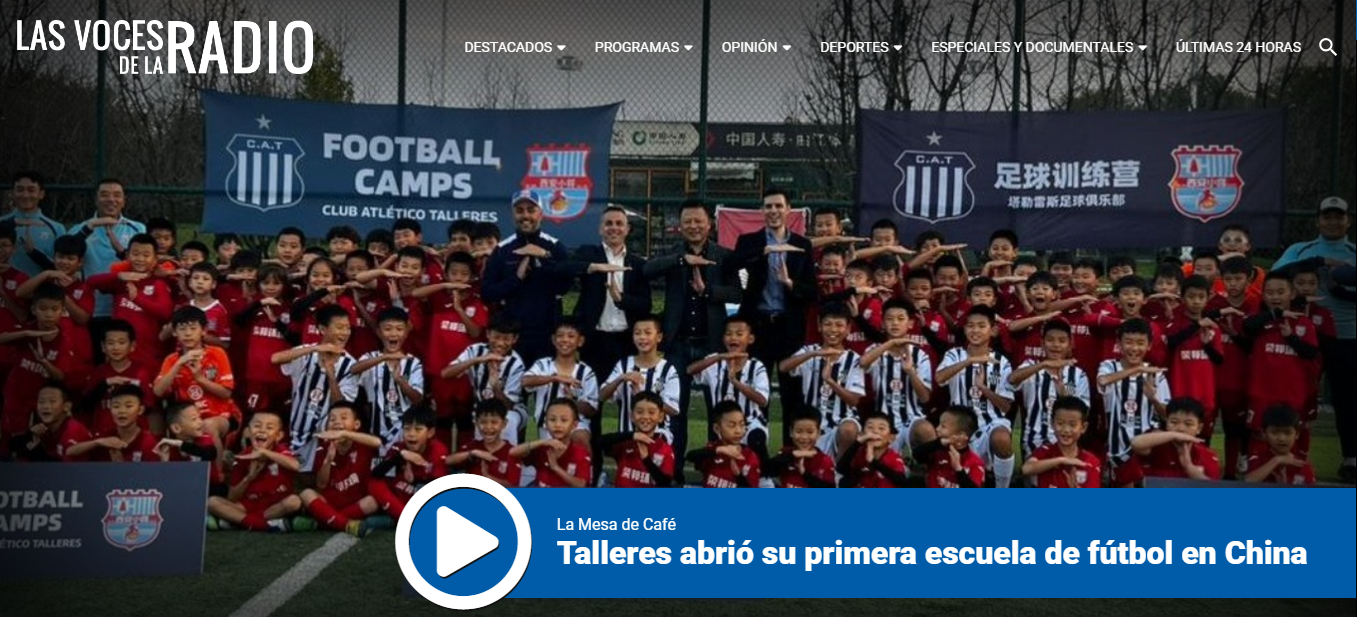 LAS VOCES
DE LA RADIO
DESTACADOS
PROGRAMAS
OPINIÓN
DEPORTES
ESPECIALES Y DOCUMENTALES
ÚLTIMAS 24 HORAS
C.A.T
FOOTBALL
CAMPS
CLUB ATLÉTICO TALLERES
中国人寿
C.A.T
足球训练营
塔勒雷斯足球俱乐部
OTBALL
AMPS
ÉTICO TALLERES
La Mesa de Café
Talleres abrió su primera escuela de fútbol en China